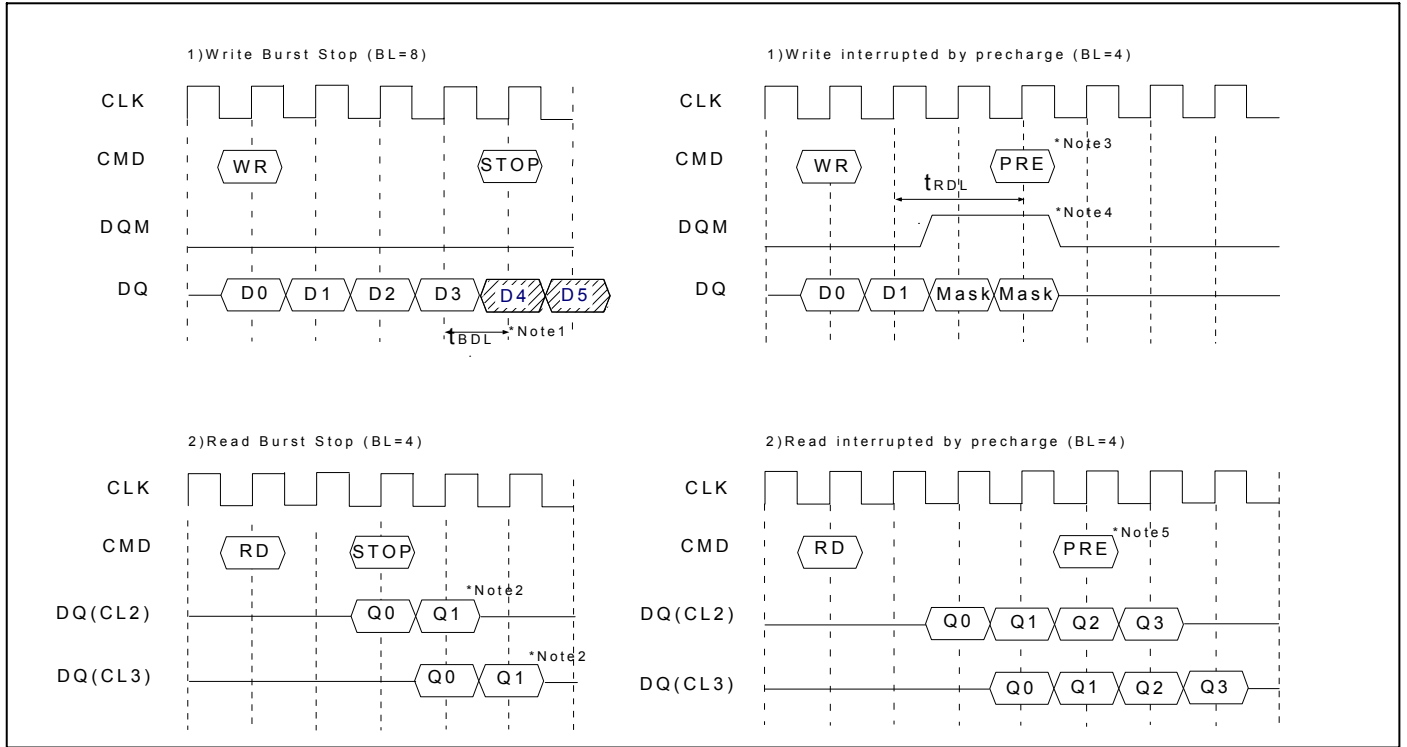 1)Write Burst Stop (BL=8)
CLK
CMD WR STOP
DQM
DQ D0 D1 D2 D3 D4 D5
tBDL *Note1
1)Write interrupted by precharge (BL=4)
CLK
CMD WR PRE *Note3
tRDL
DQM *Note4
DQ D0 D1 Mask Mask
2)Read Burst Stop (BL=4)
CLK
CMD RD STOP
DQ(CL2) Q0 Q1 *Note2
DQ(CL3) Q0 Q1 *Note2
2)Read interrupted by precharge (BL=4)
CLK
CMD RD PRE *Note5
DQ(CL2) Q0 Q1 Q2 Q3
DQ(CL3) Q0 Q1 Q2 Q3